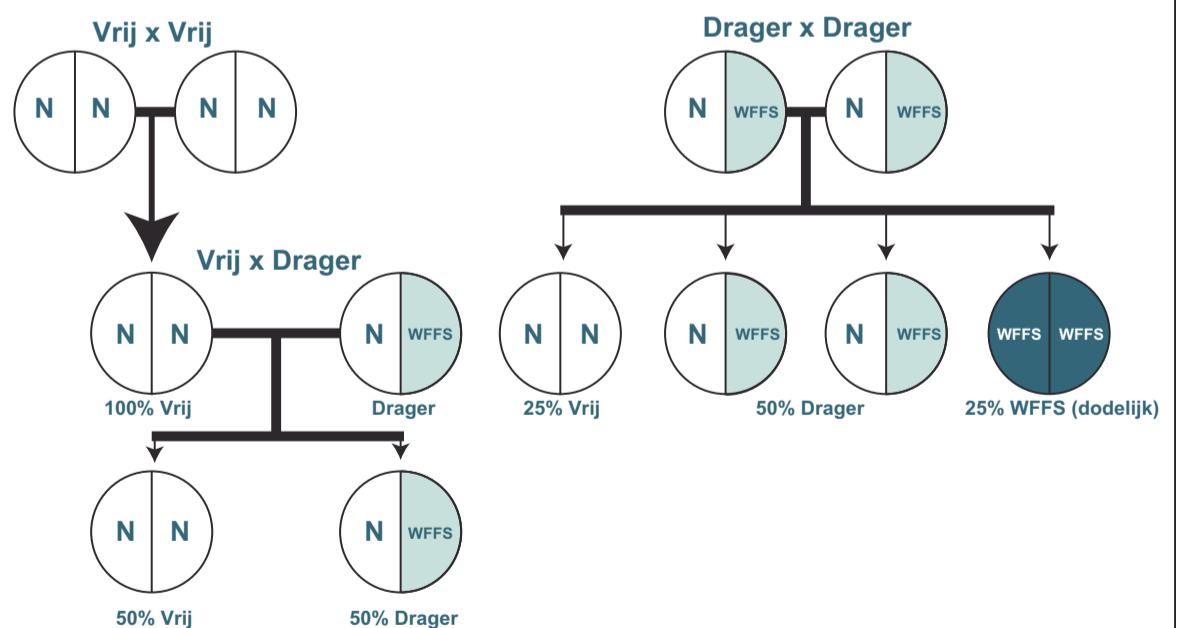 Vrij x Vrij
N N N N
Vrij x Drager
N N N WFFS
100% Vrij Drager
N N N WFFS
50% Vrij 50% Drager
Drager x Drager
N WFFS N WFFS
N N N WFFS N WFFS WFFS WFFS
25% Vrij 50% Drager 25% WFFS (dodelijk)